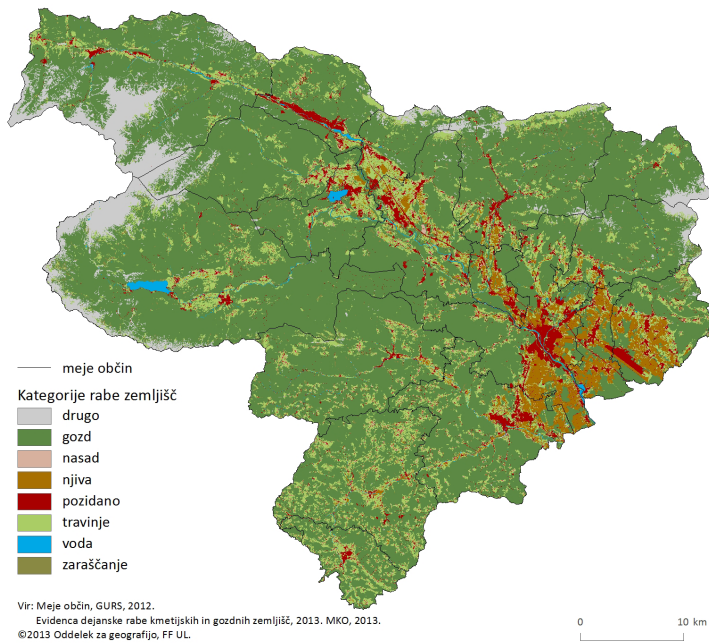 meje občin
Kategorije rabe zemljišč
drugo
gozd
nasad
njiva
pozidano
travinje
voda
zaraščanje
Vir: Meje občin, GURS, 2012.
Evidenca dejanske rabe kmetijskih in gozdnih zemljišč, 2013. MKO, 2013.
©2013 Oddelek za geografijo, FF UL.
0 10 km